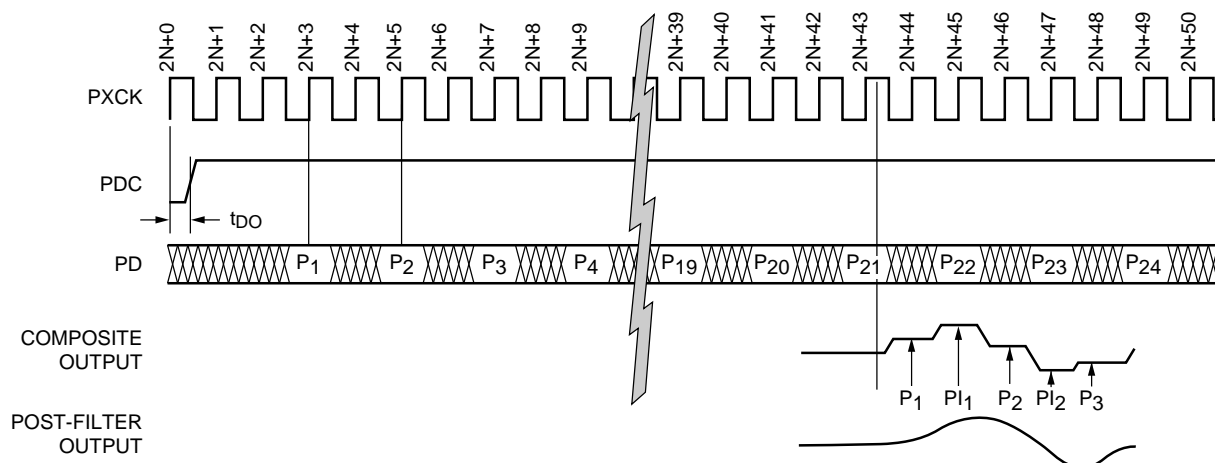 2N+0 2N+1 2N+2 2N+3 2N+4 2N+5 2N+6 2N+7 2N+8 2N+9 2N+39 2N+40 2N+41 2N+42 2N+43 2N+44 2N+45 2N+46 2N+47 2N+48 2N+49 2N+50
PXCK
PDC
tDO
PD P1 P2 P3 P4 P19 P20 P21 P22 P23 P24
COMPOSITE
OUTPUT
P1 PI1 P2 PI2 P3
POST-FILTER
OUTPUT